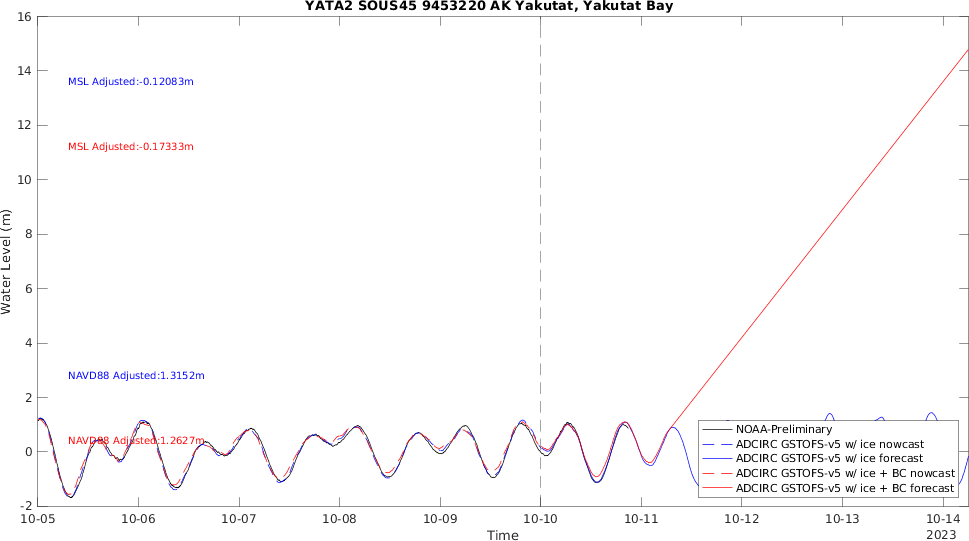 YATA2 SOUS45 9453220 AK Yakutat, Yakutat Bay
16
14
12
10
8
6
4
2
0
-2
Water Level (m)
MSL Adjusted:-0.12083m
MSL Adjusted:-0.17333m
NAVD88 Adjusted:1.3152m
NAVD88 Adjusted:1.2627m
NOAA-Preliminary
ADCIRC GSTOFS-v5 w/ ice nowcast
ADCIRC GSTOFS-v5 w/ ice forecast
ADCIRC GSTOFS-v5 w/ ice + BC nowcast
ADCIRC GSTOFS-v5 w/ ice + BC forecast
10-05 10-06 10-07 10-08 10-09 10-10 10-11 10-12 10-13 10-14
2023
Time